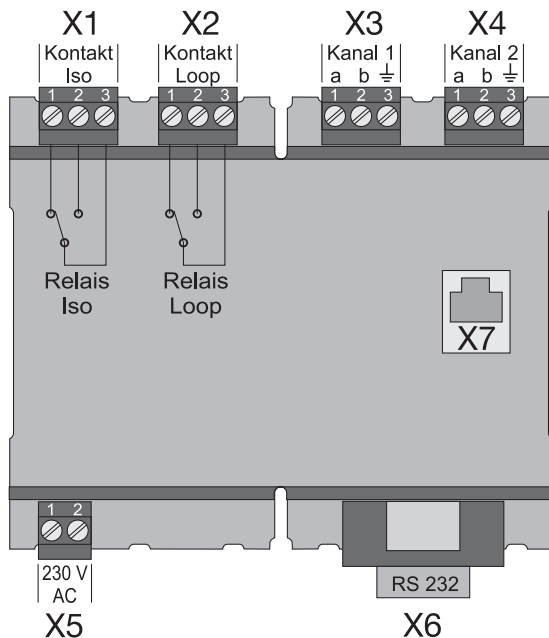 X1 X2 X3 X4
Kontakt Iso
Kontakt Loop
Kanal 1
Kanal 2
a b
a b
1 2 3
1 2 3
1 2 3
1 2 3
Relais Iso
Relais Loop
X7
1 2
230 V
AC
RS 232
X5 X6